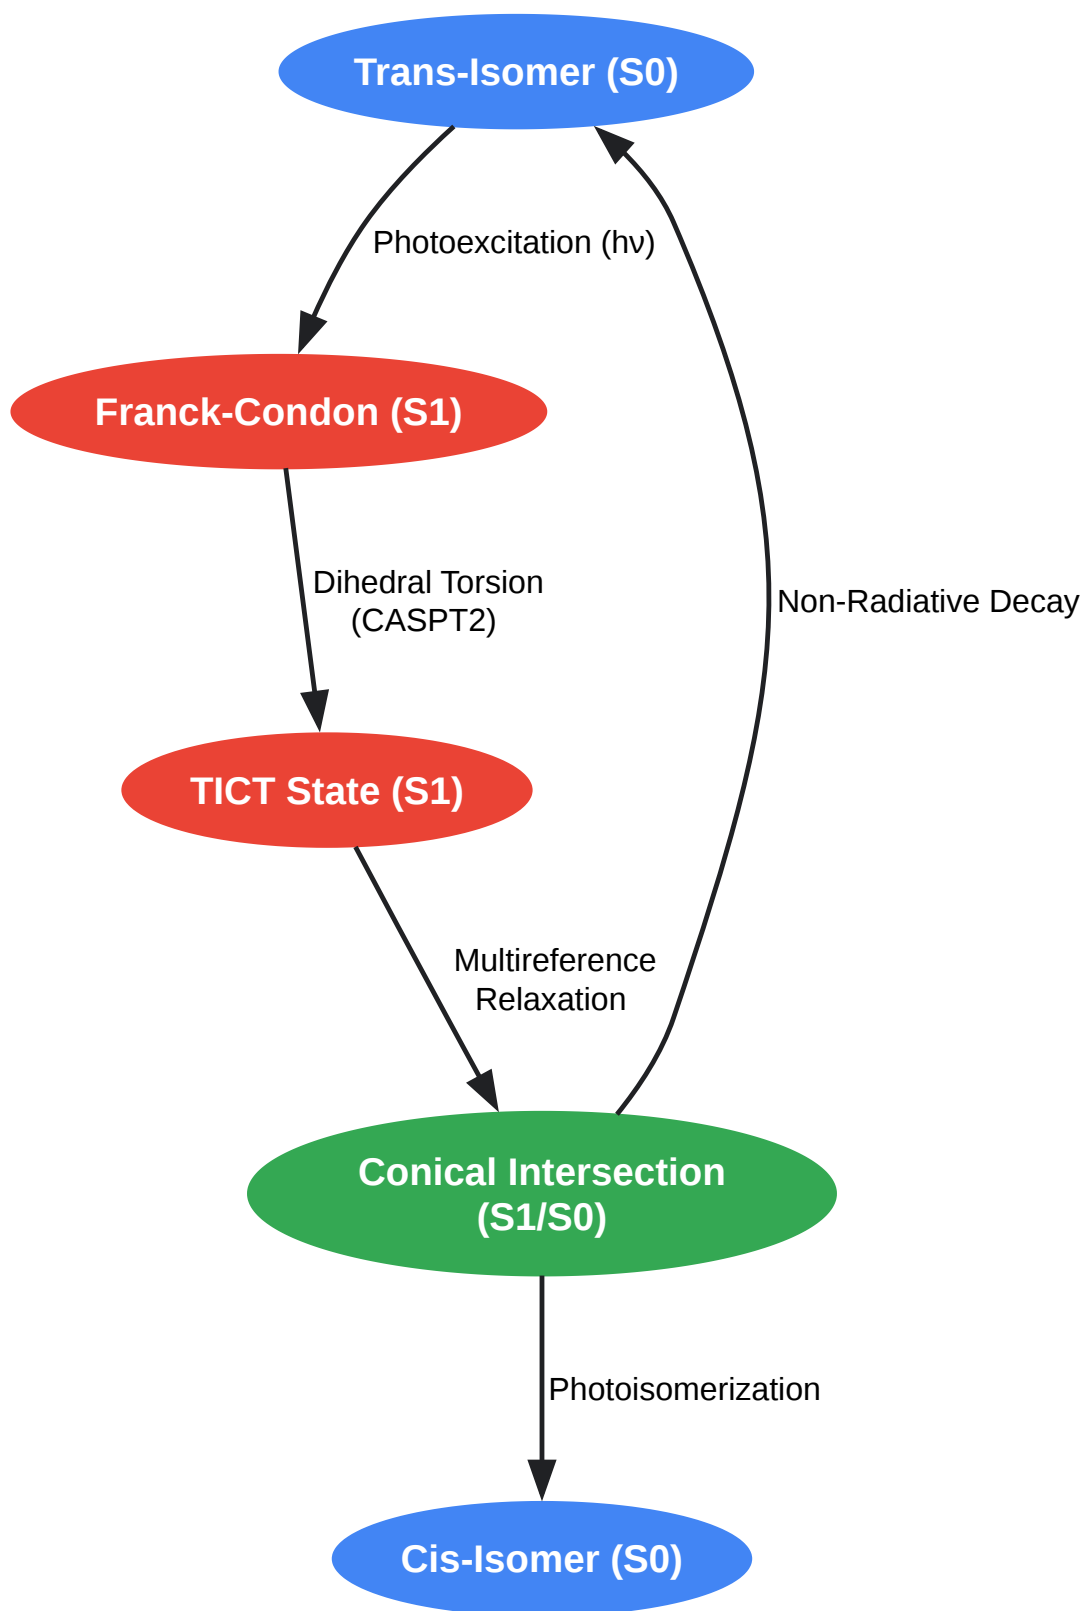 Trans-Isomer (S0)
Photoexcitation (hν)
Franck-Condon (S1)
Dihedral Torsion
(CASPT2)
Non-Radiative Decay
TICT State (S1)
Multireference
Relaxation
Conical Intersection
(S1/S0)
Photoisomerization
Cis-Isomer (S0)